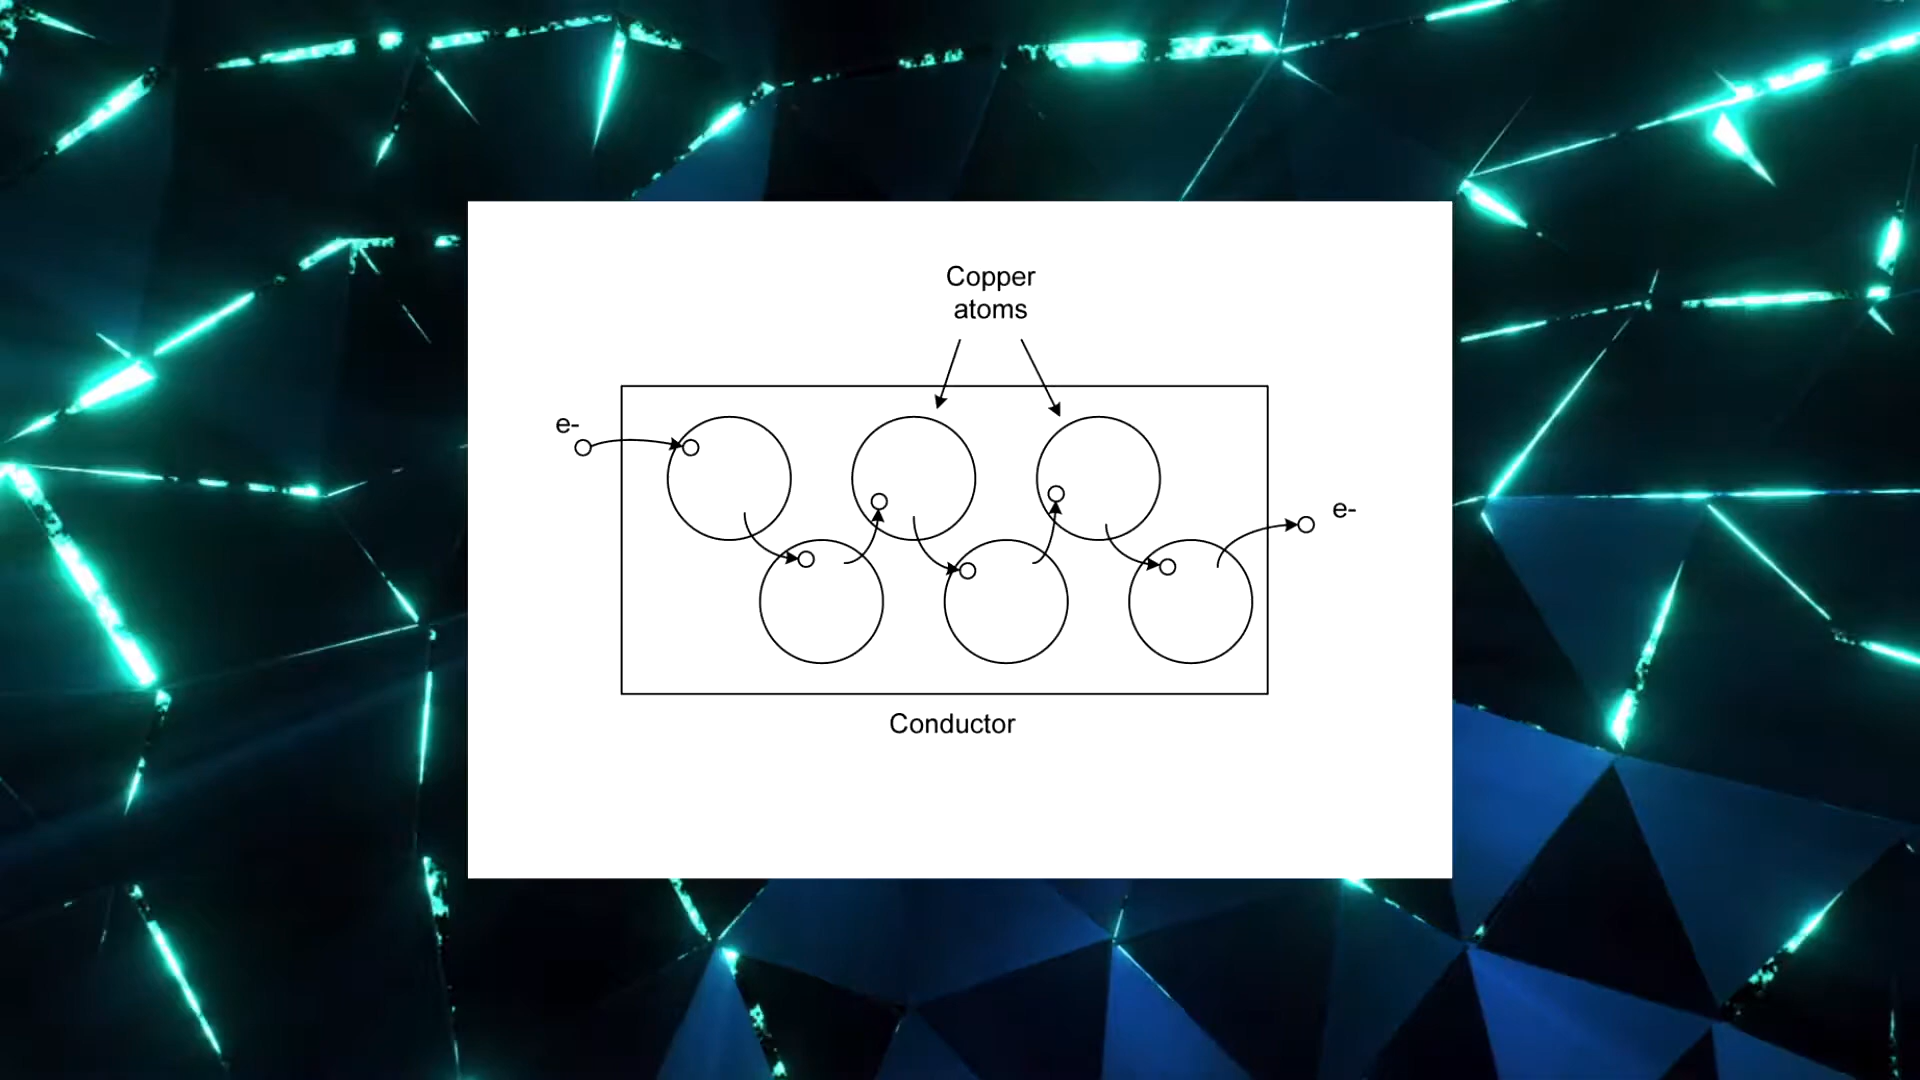 Copper
atoms
e-
e-
Conductor